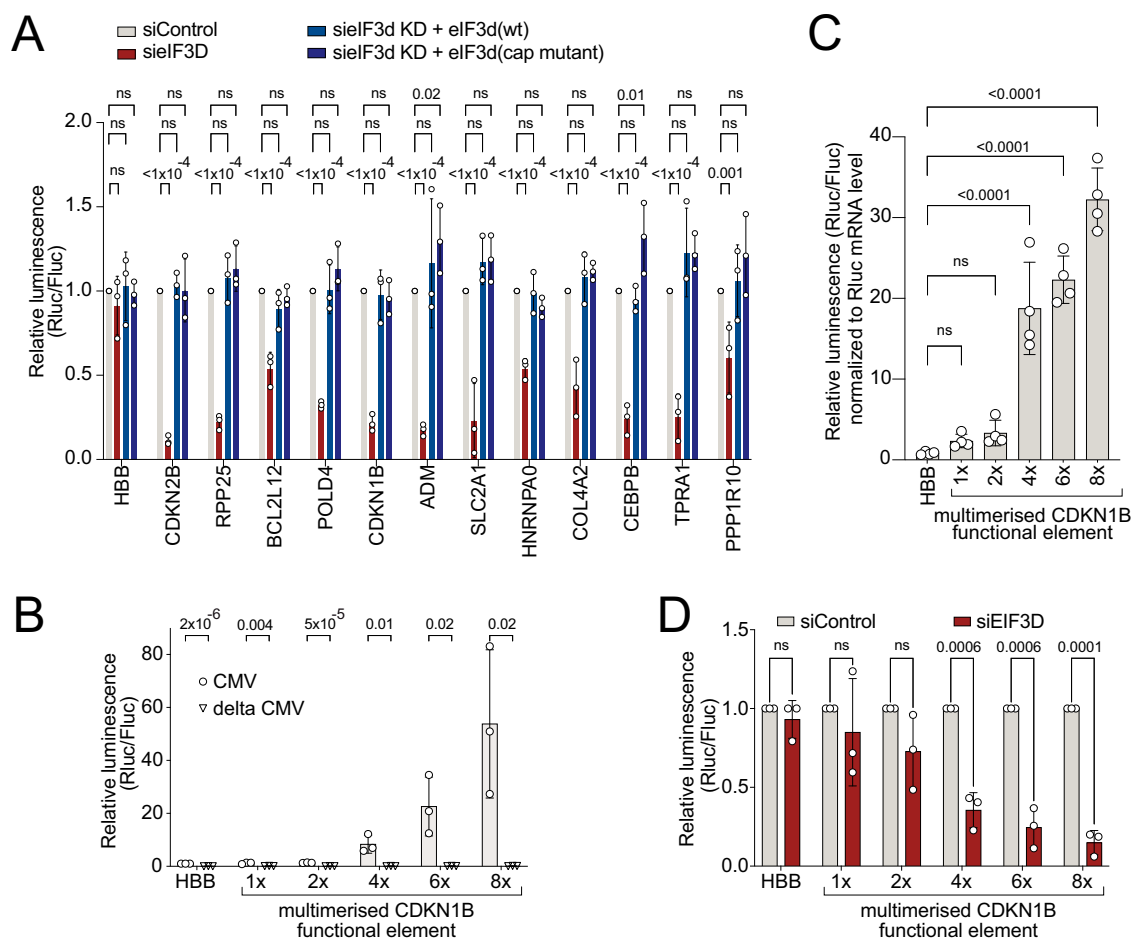 A
siControl
sieIF3D
sieIF3d KD + eIF3d(wt)
sieIF3d KD + eIF3d(cap mutant)
ns ns ns ns ns ns 0.02 ns ns ns 0.01 ns ns
ns ns ns ns ns ns ns ns ns ns ns ns ns
ns <1x10-4 <1x10-4 <1x10-4 <1x10-4 <1x10-4 <1x10-4 <1x10-4 <1x10-4 <1x10-4 <1x10-4 <1x10-4 0.001
Relative luminescence
(Rluc/Fluc)
2.0
1.5
1.0
0.5
0.0
HBB
CDKN2B
RPP25
BCL2L12
POLD4
CDKN1B
ADM
SLC2A1
HNRNPA0
COL4A2
CEBPB
TPRA1
PPP1R10
C
Relative luminescence (Rluc/Fluc)
normalized to Rluc mRNA level
40
30
20
10
0
<0.0001
<0.0001
<0.0001
ns
ns
HBB 1x 2x 4x 6x 8x
multimerised CDKN1B
functional element
B
2x10-6 0.004 5x10-5 0.01 0.02 0.02
Relative luminescence
(Rluc/Fluc)
80
60
40
20
0
CMV
delta CMV
HBB 1x 2x 4x 6x 8x
multimerised CDKN1B
functional element
D
siControl siEIF3D
Relative luminescence
(Rluc/Fluc)
1.5
1.0
0.5
0.0
ns ns ns 0.0006 0.0006 0.0001
HBB 1x 2x 4x 6x 8x
multimerised CDKN1B
functional element